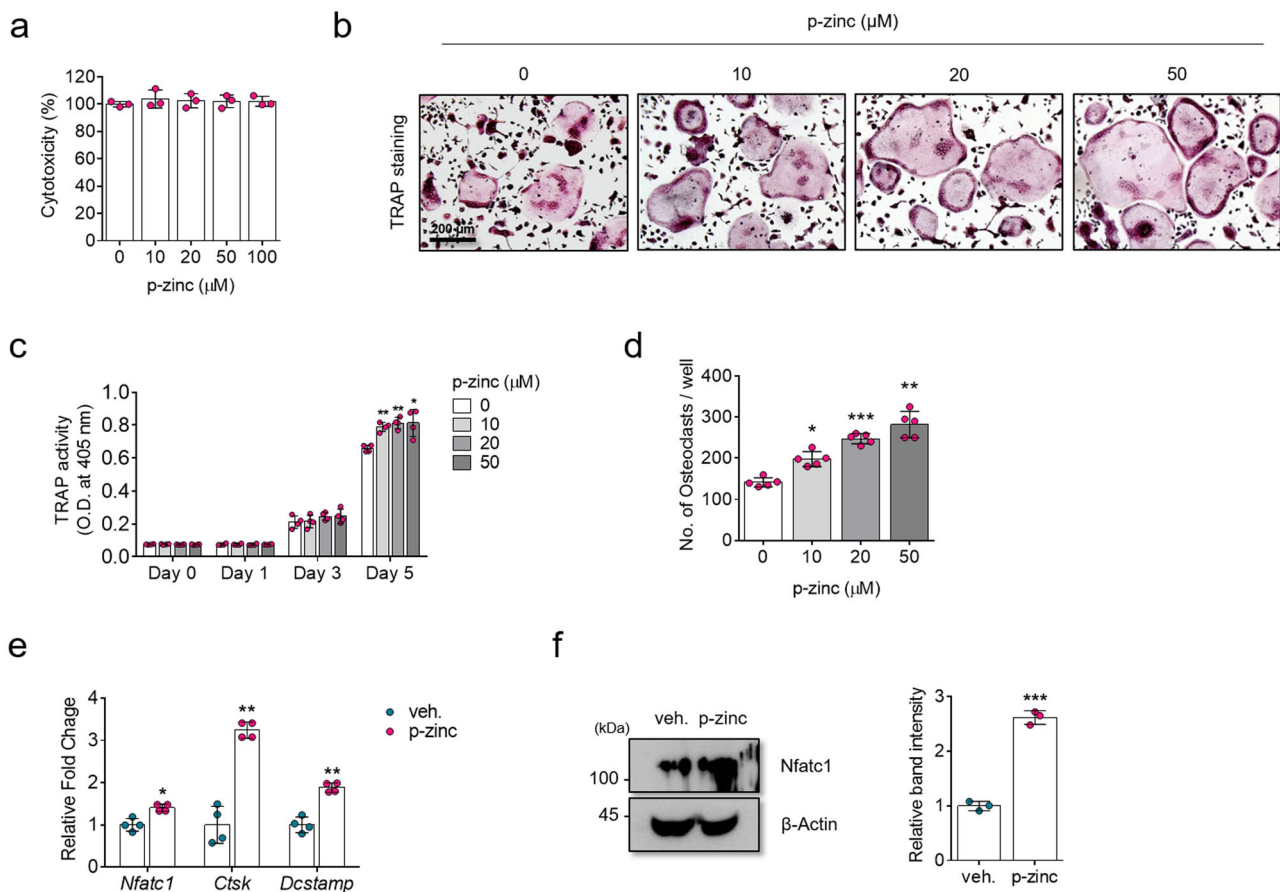 a
Cytotoxicity (%)
120
100
80
60
40
20
0
0 10 20 50 100
p-zinc (μM)
b
p-zinc (μM)
0 10 20 50
TRAP staining
200 μm
c
TRAP activity
(O.D. at 405 nm)
1.0
0.8
0.6
0.4
0.2
0.0
** ** *
Day 0 Day 1 Day 3 Day 5
p-zinc (μM)
0
10
20
50
d
No. of Osteoclasts / well
400
300
200
100
0
* *** **
0 10 20 50
p-zinc (μM)
e
Relative Fold Chage
4
3
2
1
0
* ** **
Nfatc1 Ctsk Dcstamp
veh.
p-zinc
f
(kDa) veh. p-zinc
100
Nfatc1
45
β-Actin
Relative band intensity
3
2
1
0
***
veh. p-zinc